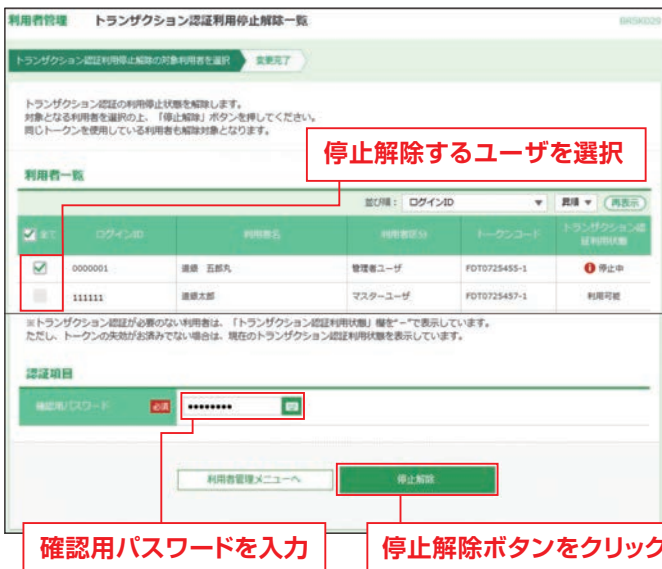 利用者管理 トランザクション認証利用停止解除一覧 BRSK029
トランザクション認証利用停止解除の対象利用者を選択 変更完了
トランザクション認証の利用停止状態を解除します。
対象となる利用者を選択の上、「停止解除」ボタンを押してください。
同じトークンを使用している利用者も解除対象となります。
停止解除するユーザを選択
利用者一覧
並び順： ログインID 昇順 再表示
全て ログインID 利用者名 利用者区分 トークンコード トランザクション認証利用状態
0000001 道銀 五郎丸 管理者ユーザ FDT0725455-1 停止中
111111 道銀太郎 マスターユーザ FDT0725457-1 利用可能
※トランザクション認証が必要のない利用者は、「トランザクション認証利用状態」欄を"－"で表示しています。
ただし、トークンの失効がお済みでない場合は、現在のトランザクション認証利用状態を表示しています。
認証項目
確認用パスワード 必須 ••••••••
利用者管理メニューへ 停止解除
確認用パスワードを入力 停止解除ボタンをクリック